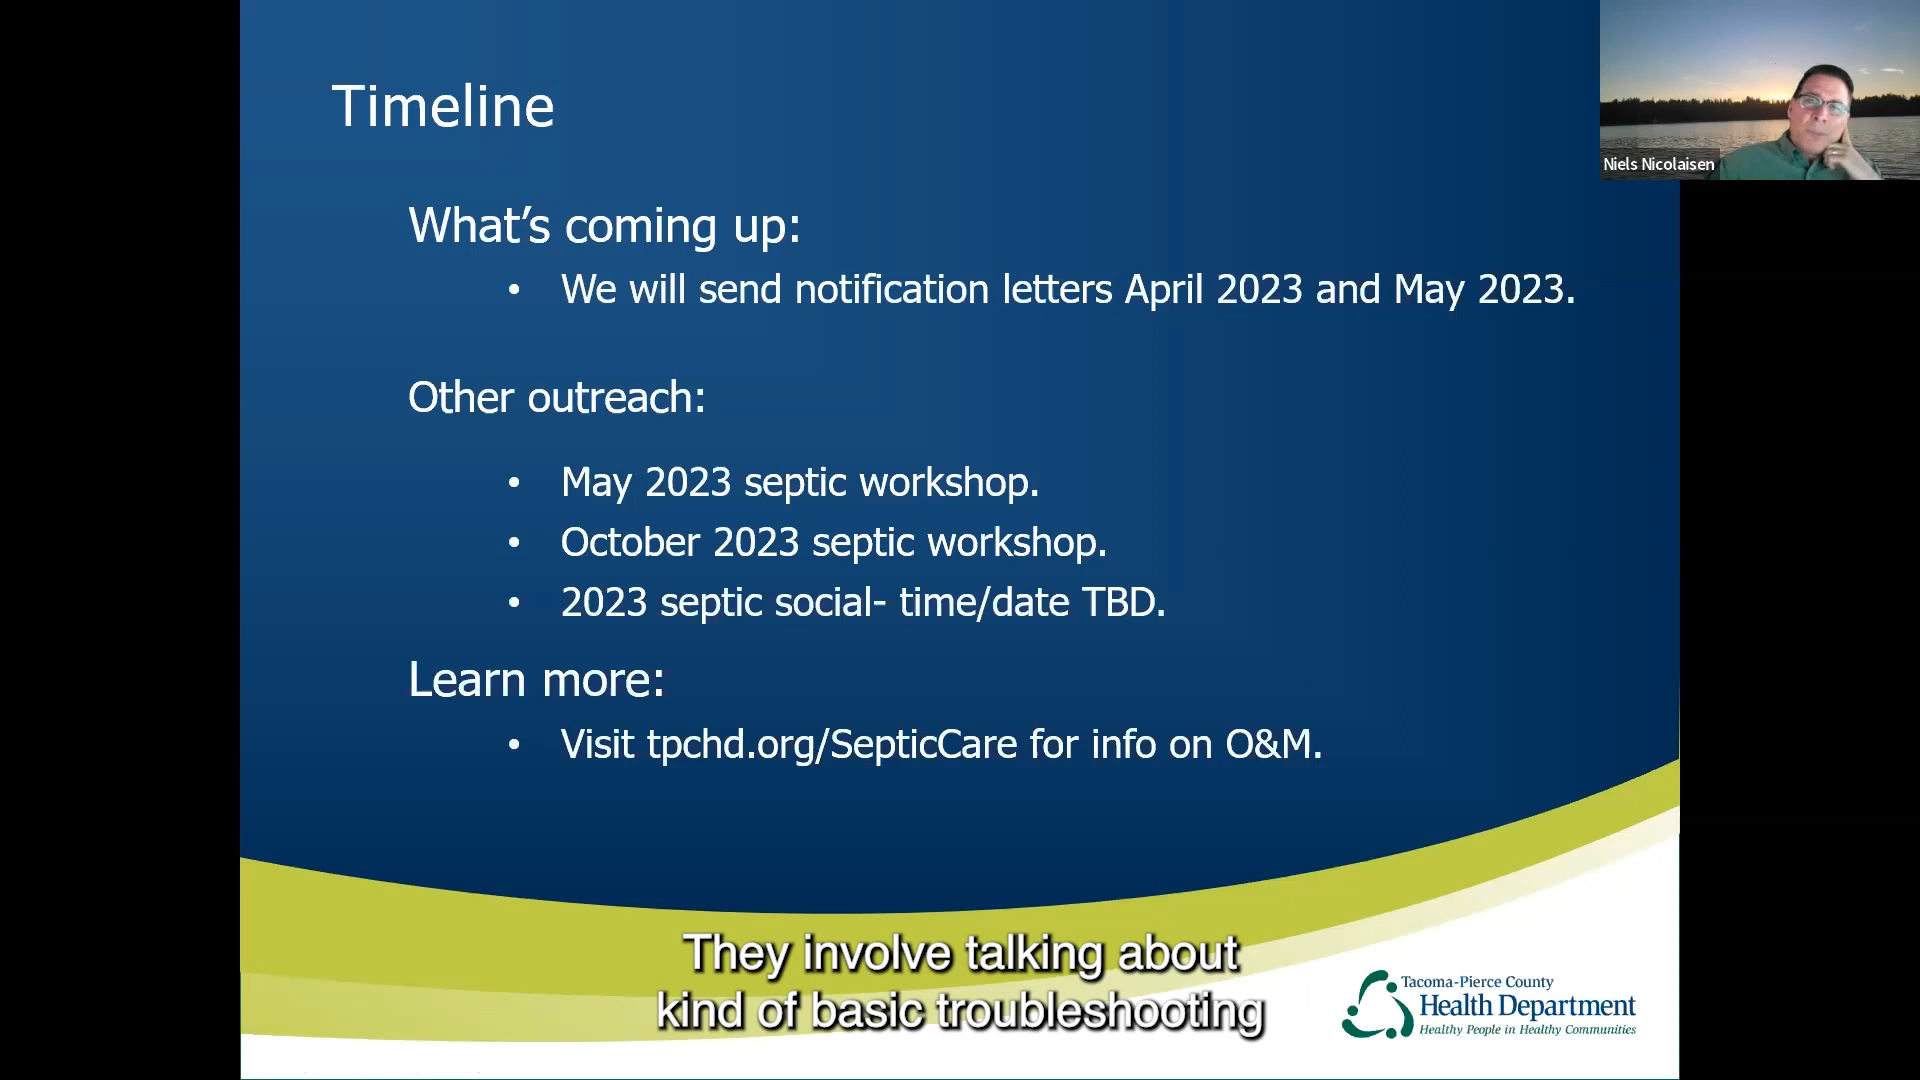 Timeline
Niels Nicolaisen
What's coming up:
• We will send notification letters April 2023 and May 2023.
Other outreach:
• May 2023 septic workshop.
• October 2023 septic workshop.
• 2023 septic social- time/date TBD.
Learn more:
• Visit tpchd.org/SepticCare for info on O&M.
They involve talking about
kind of basic troubleshooting
Tacoma-Pierce County
Health Department
Healthy People in Healthy Communities